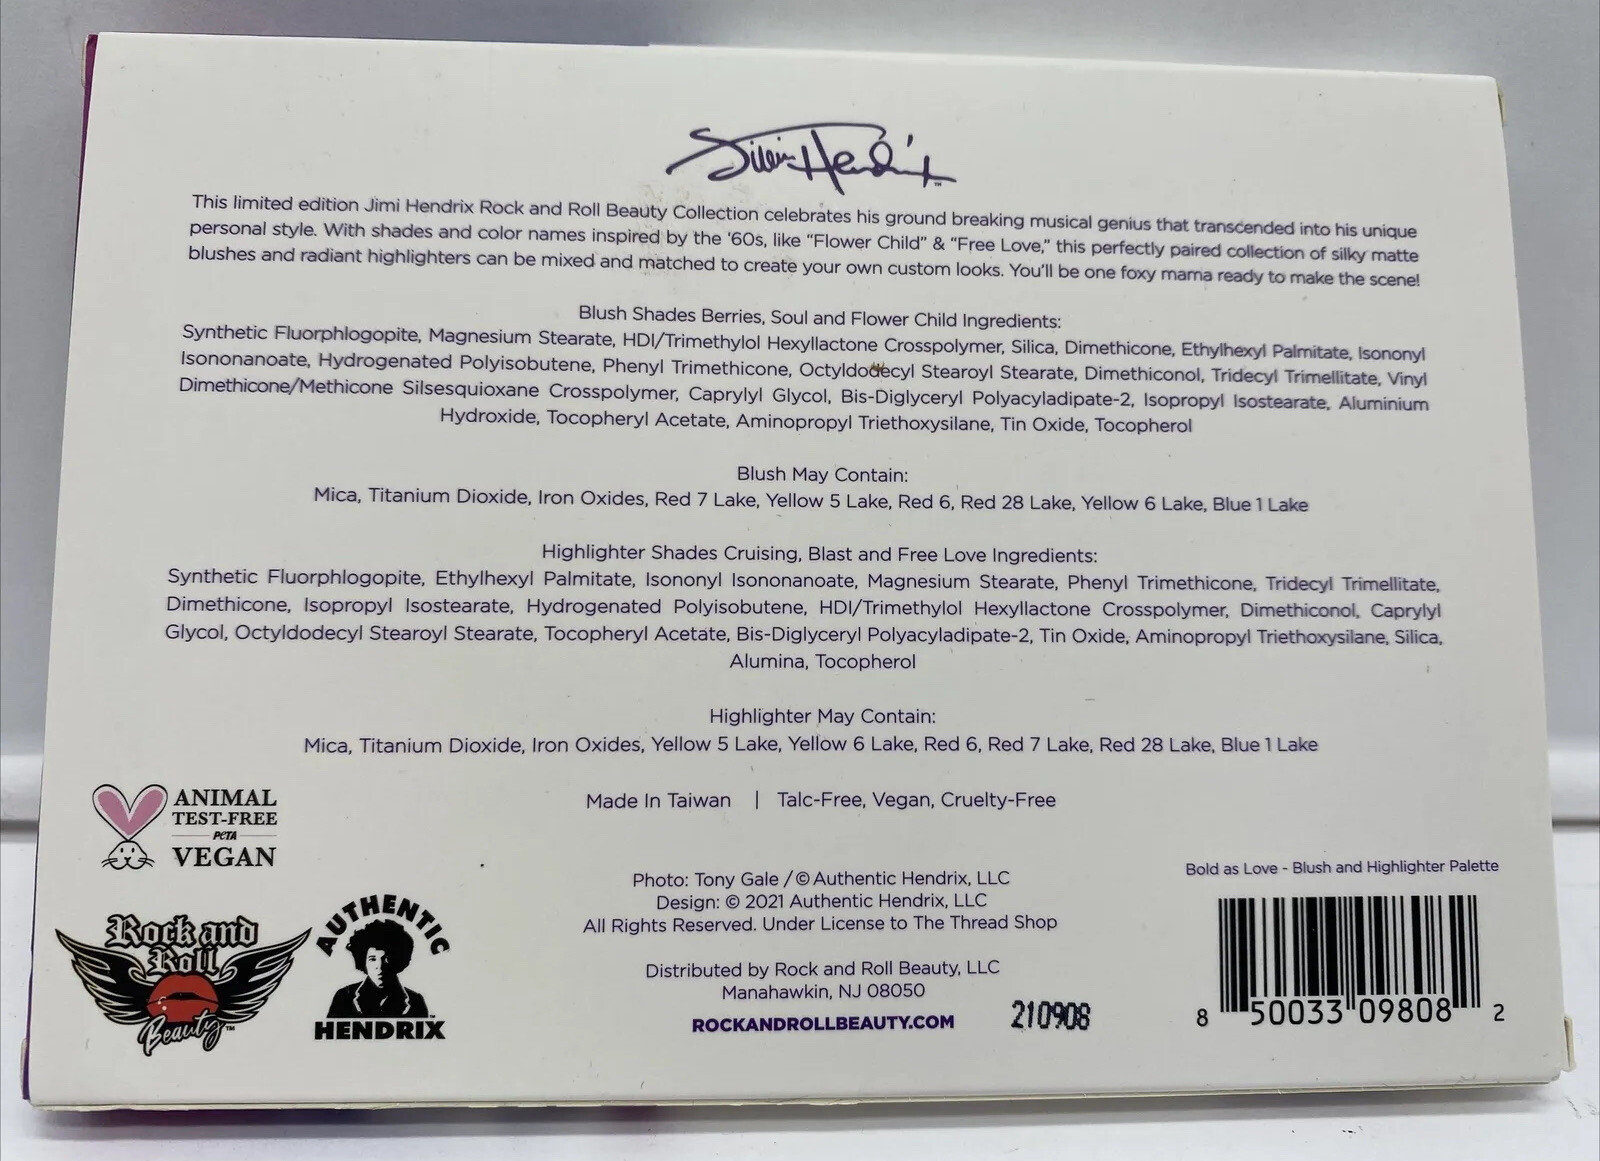 Jimi Hendrix™
This limited edition Jimi Hendrix Rock and Roll Beauty Collection celebrates his ground breaking musical genius that transcended into his unique
personal style. With shades and color names inspired by the '60s, like "Flower Child" & "Free Love," this perfectly paired collection of silky matte
blushes and radiant highlighters can be mixed and matched to create your own custom looks. You'll be one foxy mama ready to make the scene!
Blush Shades Berries, Soul and Flower Child Ingredients:
Synthetic Fluorphlogopite, Magnesium Stearate, HDI/Trimethylol Hexyllactone Crosspolymer, Silica, Dimethicone, Ethylhexyl Palmitate, Isononyl
Isononanoate, Hydrogenated Polyisobutene, Phenyl Trimethicone, Octyldodecyl Stearoyl Stearate, Dimethiconol, Tridecyl Trimellitate, Vinyl
Dimethicone/Methicone Silsesquioxane Crosspolymer, Caprylyl Glycol, Bis-Diglyceryl Polyacyladipate-2, Isopropyl Isostearate, Aluminium
Hydroxide, Tocopheryl Acetate, Aminopropyl Triethoxysilane, Tin Oxide, Tocopherol
Blush May Contain:
Mica, Titanium Dioxide, Iron Oxides, Red 7 Lake, Yellow 5 Lake, Red 6, Red 28 Lake, Yellow 6 Lake, Blue 1 Lake
Highlighter Shades Cruising, Blast and Free Love Ingredients:
Synthetic Fluorphlogopite, Ethylhexyl Palmitate, Isononyl Isononanoate, Magnesium Stearate, Phenyl Trimethicone, Tridecyl Trimellitate,
Dimethicone, Isopropyl Isostearate, Hydrogenated Polyisobutene, HDI/Trimethylol Hexyllactone Crosspolymer, Dimethiconol, Caprylyl
Glycol, Octyldodecyl Stearoyl Stearate, Tocopheryl Acetate, Bis-Diglyceryl Polyacyladipate-2, Tin Oxide, Aminopropyl Triethoxysilane, Silica,
Alumina, Tocopherol
Highlighter May Contain:
Mica, Titanium Dioxide, Iron Oxides, Yellow 5 Lake, Yellow 6 Lake, Red 6, Red 7 Lake, Red 28 Lake, Blue 1 Lake
Made In Taiwan | Talc-Free, Vegan, Cruelty-Free
ANIMAL
TEST-FREE
PETA
VEGAN
Rock and
Roll
Beauty™
AUTHENTIC
HENDRIX™
Photo: Tony Gale / © Authentic Hendrix, LLC
Design: © 2021 Authentic Hendrix, LLC
All Rights Reserved. Under License to The Thread Shop
Distributed by Rock and Roll Beauty, LLC
Manahawkin, NJ 08050
ROCKANDROLLBEAUTY.COM
210908
Bold as Love - Blush and Highlighter Palette
8 50033 09808 2